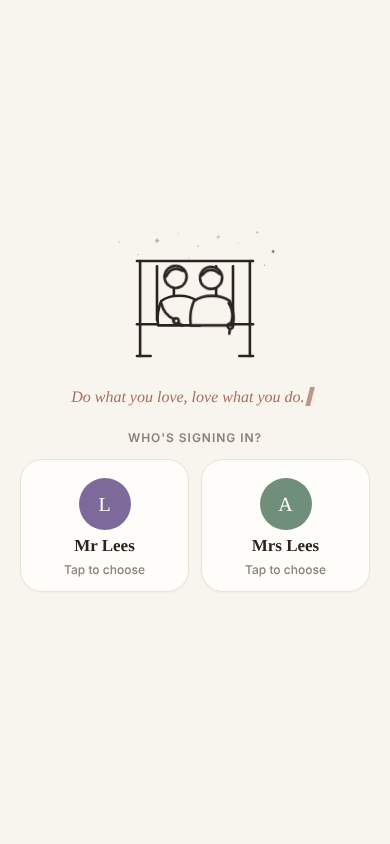 Do what you love, love what you do.
WHO'S SIGNING IN?
L
Mr Lees
Tap to choose
A
Mrs Lees
Tap to choose